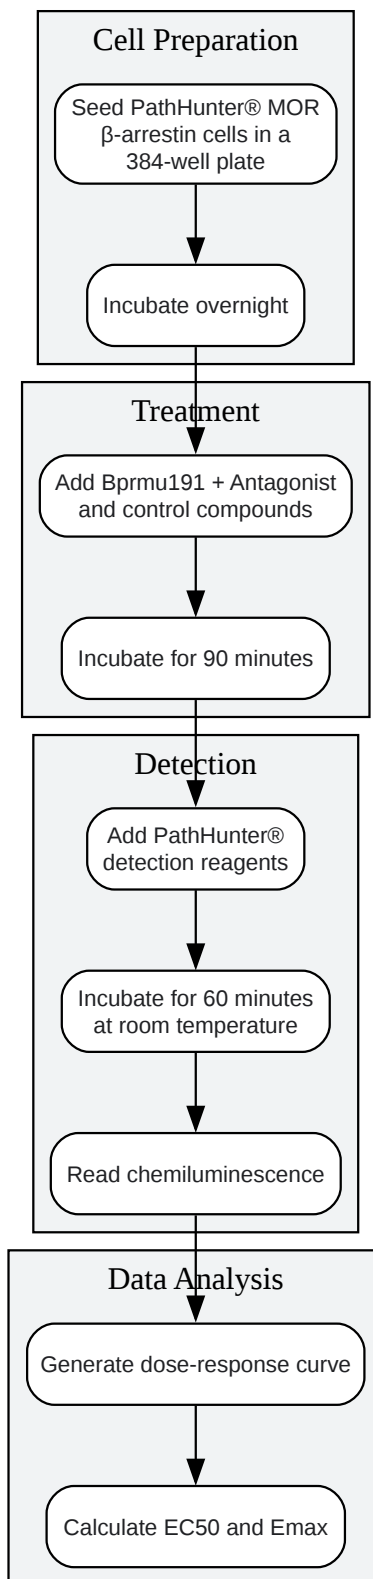 Cell Preparation
Seed PathHunter® MOR
β-arrestin cells in a
384-well plate
Incubate overnight
Treatment
Add Bprmu191 + Antagonist
and control compounds
Incubate for 90 minutes
Detection
Add PathHunter®
detection reagents
Incubate for 60 minutes
at room temperature
Read chemiluminescence
Data Analysis
Generate dose-response curve
Calculate EC50 and Emax